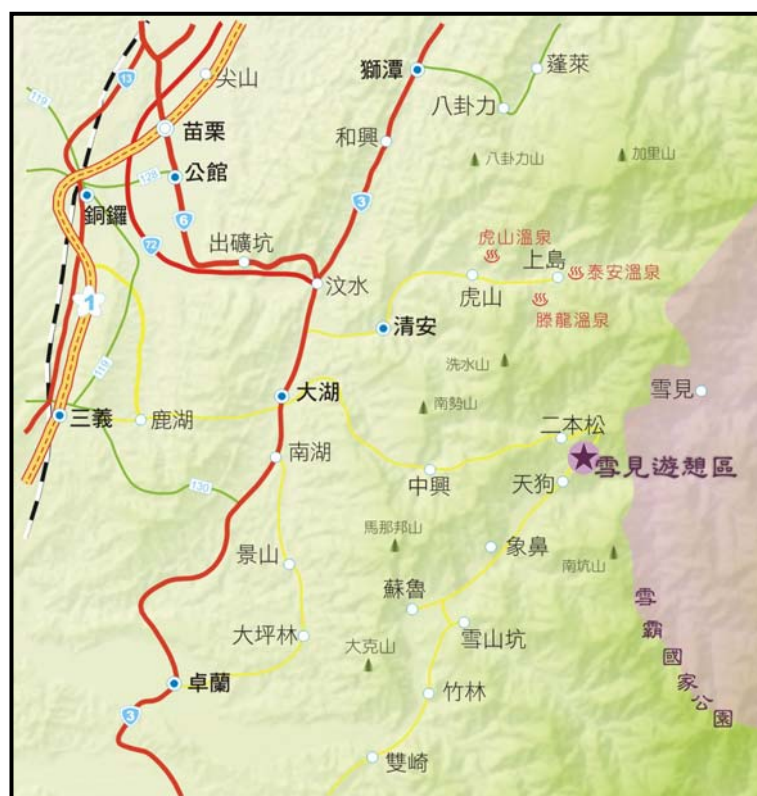 獅潭
蓬萊
13
尖山
119
八卦力
苗栗
和興
八卦力山
加里山
128
公館
3
銅鑼
6
72
出礦坑
虎山溫泉
上島
泰安溫泉
汶水
虎山
1
滕龍溫泉
清安
119
洗水山
大湖
雪見
三義
鹿湖
南勢山
二本松
南湖
中興
雪見遊憩區
天狗
130
馬那邦山
景山
象鼻
南坑山
蘇魯
雪霸國家公園
大坪林
大克山
雪山坑
卓蘭
竹林
3
雙崎